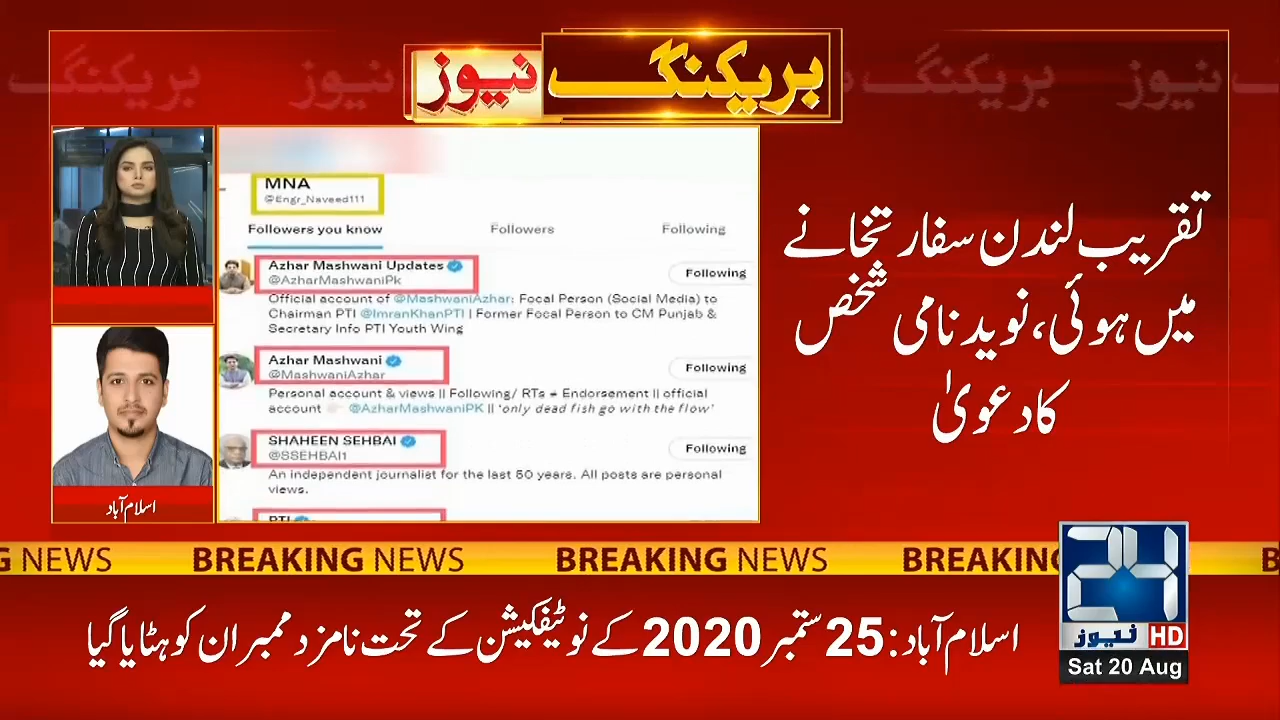 بریکنگ نیوز
MNA
@Engr_Naveed111
Followers you know Followers Following
Azhar Mashwani Updates
@AzharMashwaniPk
Following
Official account of @MashwaniAzhar: Focal Person (Social Media) to
Chairman PTI @ImranKhanPTI | Former Focal Person to CM Punjab &
Secretary Info PTI Youth Wing
Azhar Mashwani
@MashwaniAzhar
Following
Personal account & views || Following/ RTs ≠ Endorsement || official
account @AzharMashwaniPK || ‘only dead fish go with the flow’
SHAHEEN SEHBAI
@SSEHBAI1
Following
An independent journalist for the last 50 years. All posts are personal
views.
PTI
تقریب لندن سفارتخانے
میں ہوئی، نوید نامی شخص
کا دعویٰ
اسلام آباد
G NEWS BREAKING NEWS BREAKING NEWS BREAKING
اسلام آباد: 25 ستمبر 2020 کے نوٹیفکیشن کے تحت نامزد ممبران کو ہٹایا گیا
24
نیوز HD
Sat 20 Aug